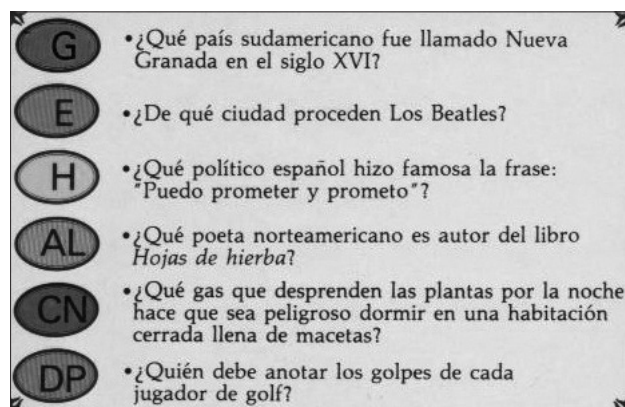 G
•¿Qué país sudamericano fue llamado Nueva
Granada en el siglo XVI?
E
•¿De qué ciudad proceden Los Beatles?
H
•¿Qué político español hizo famosa la frase:
"Puedo prometer y prometo"?
AL
•¿Qué poeta norteamericano es autor del libro
Hojas de hierba?
CN
•¿Qué gas que desprenden las plantas por la noche
hace que sea peligroso dormir en una habitación
cerrada llena de macetas?
DP
•¿Quién debe anotar los golpes de cada
jugador de golf?